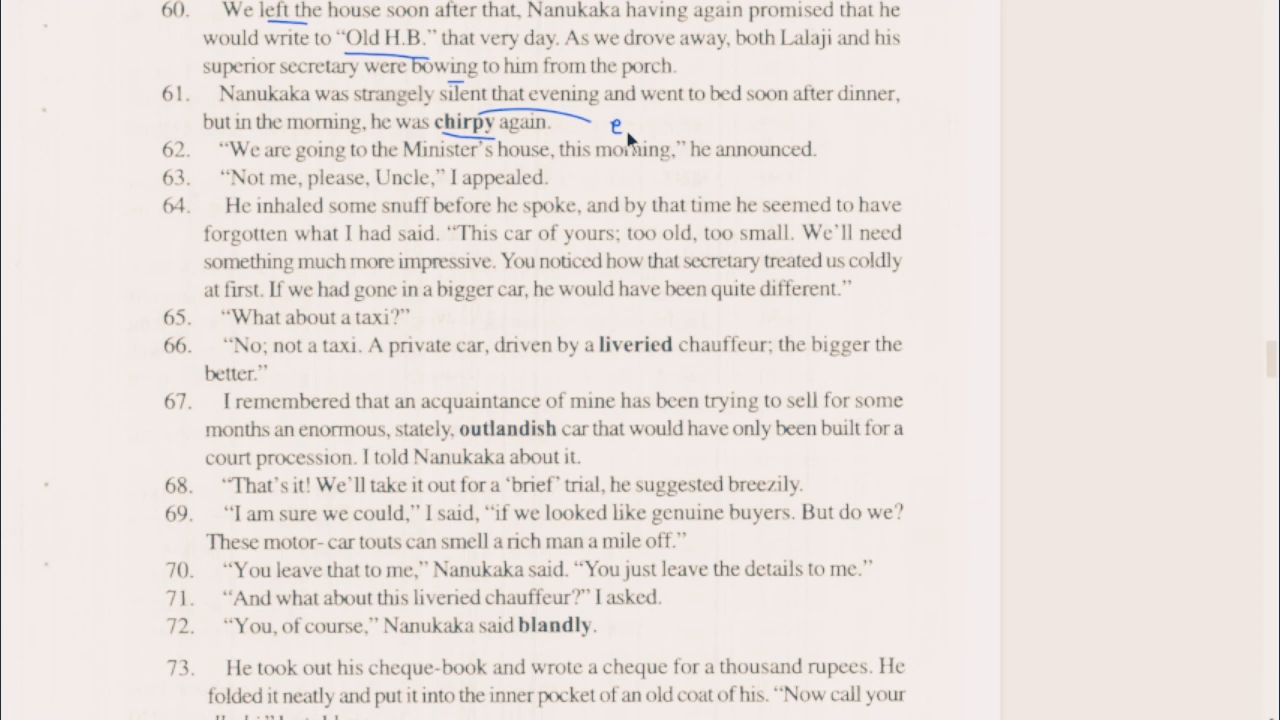 60. We left the house soon after that, Nanukaka having again promised that he
would write to “Old H.B.” that very day. As we drove away, both Lalaji and his
superior secretary were bowing to him from the porch.
61. Nanukaka was strangely silent that evening and went to bed soon after dinner,
but in the morning, he was chirpy again. e
62. “We are going to the Minister’s house, this morning,” he announced.
63. “Not me, please, Uncle,” I appealed.
64. He inhaled some snuff before he spoke, and by that time he seemed to have
forgotten what I had said. “This car of yours; too old, too small. We’ll need
something much more impressive. You noticed how that secretary treated us coldly
at first. If we had gone in a bigger car, he would have been quite different.”
65. “What about a taxi?”
66. “No; not a taxi. A private car, driven by a liveried chauffeur; the bigger the
better.”
67. I remembered that an acquaintance of mine has been trying to sell for some
months an enormous, stately, outlandish car that would have only been built for a
court procession. I told Nanukaka about it.
68. “That’s it! We’ll take it out for a ‘brief’ trial, he suggested breezily.
69. “I am sure we could,” I said, “if we looked like genuine buyers. But do we?
These motor- car touts can smell a rich man a mile off.”
70. “You leave that to me,” Nanukaka said. “You just leave the details to me.”
71. “And what about this liveried chauffeur?” I asked.
72. “You, of course,” Nanukaka said blandly.
73. He took out his cheque-book and wrote a cheque for a thousand rupees. He
folded it neatly and put it into the inner pocket of an old coat of his. “Now call your